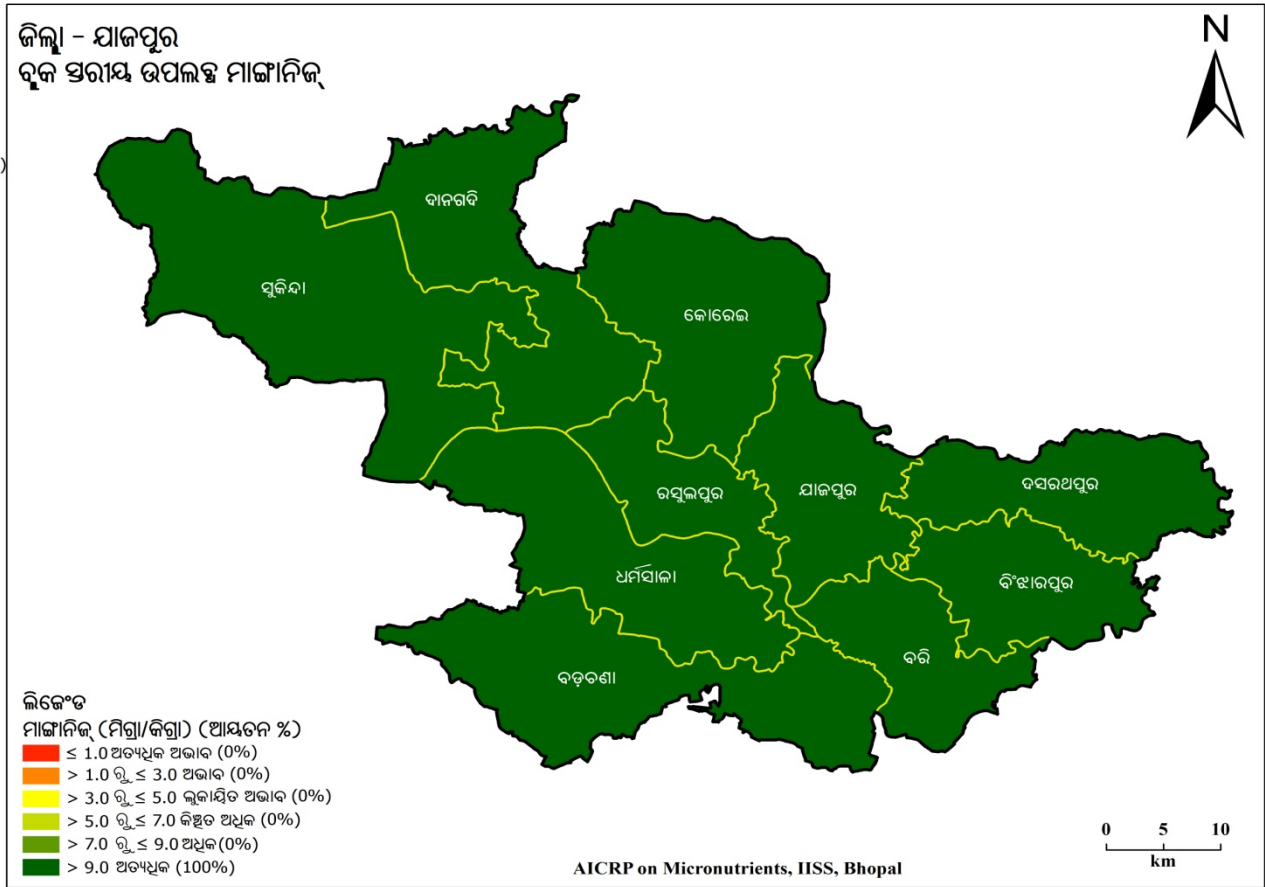 ଜିଲ୍ଲା – ଯାଜପୁର
ବ୍ଲକ ସ୍ତରୀୟ ଉପଲବ୍ଧ ମାଙ୍ଗାନିଜ୍
N
)
ଦାନଗଦି
ସୁକିନ୍ଦା
କୋରେଇ
ରସୁଲପୁର
ଯାଜପୁର
ଦସରଥପୁର
ଧର୍ମସାଳା
ବିଂଝାରପୁର
ବରି
ବଡ଼ଚଣା
ଲିଜେଂଡ
ମାଙ୍ଗାନିଜ୍ (ମିଗ୍ରା/କିଗ୍ରା) (ଆୟତନ %)
≤ 1.0 ଅତ୍ୟଧିକ ଅଭାବ (0%)
> 1.0 ରୁ ≤ 3.0 ଅଭାବ (0%)
> 3.0 ରୁ ≤ 5.0 ଲୁକାୟିତ ଅଭାବ (0%)
> 5.0 ରୁ ≤ 7.0 କିଞ୍ଚିତ ଅଧିକ (0%)
> 7.0 ରୁ ≤ 9.0 ଅଧିକ(0%)
> 9.0 ଅତ୍ୟଧିକ (100%)
0 5 10
km
AICRP on Micronutrients, IISS, Bhopal